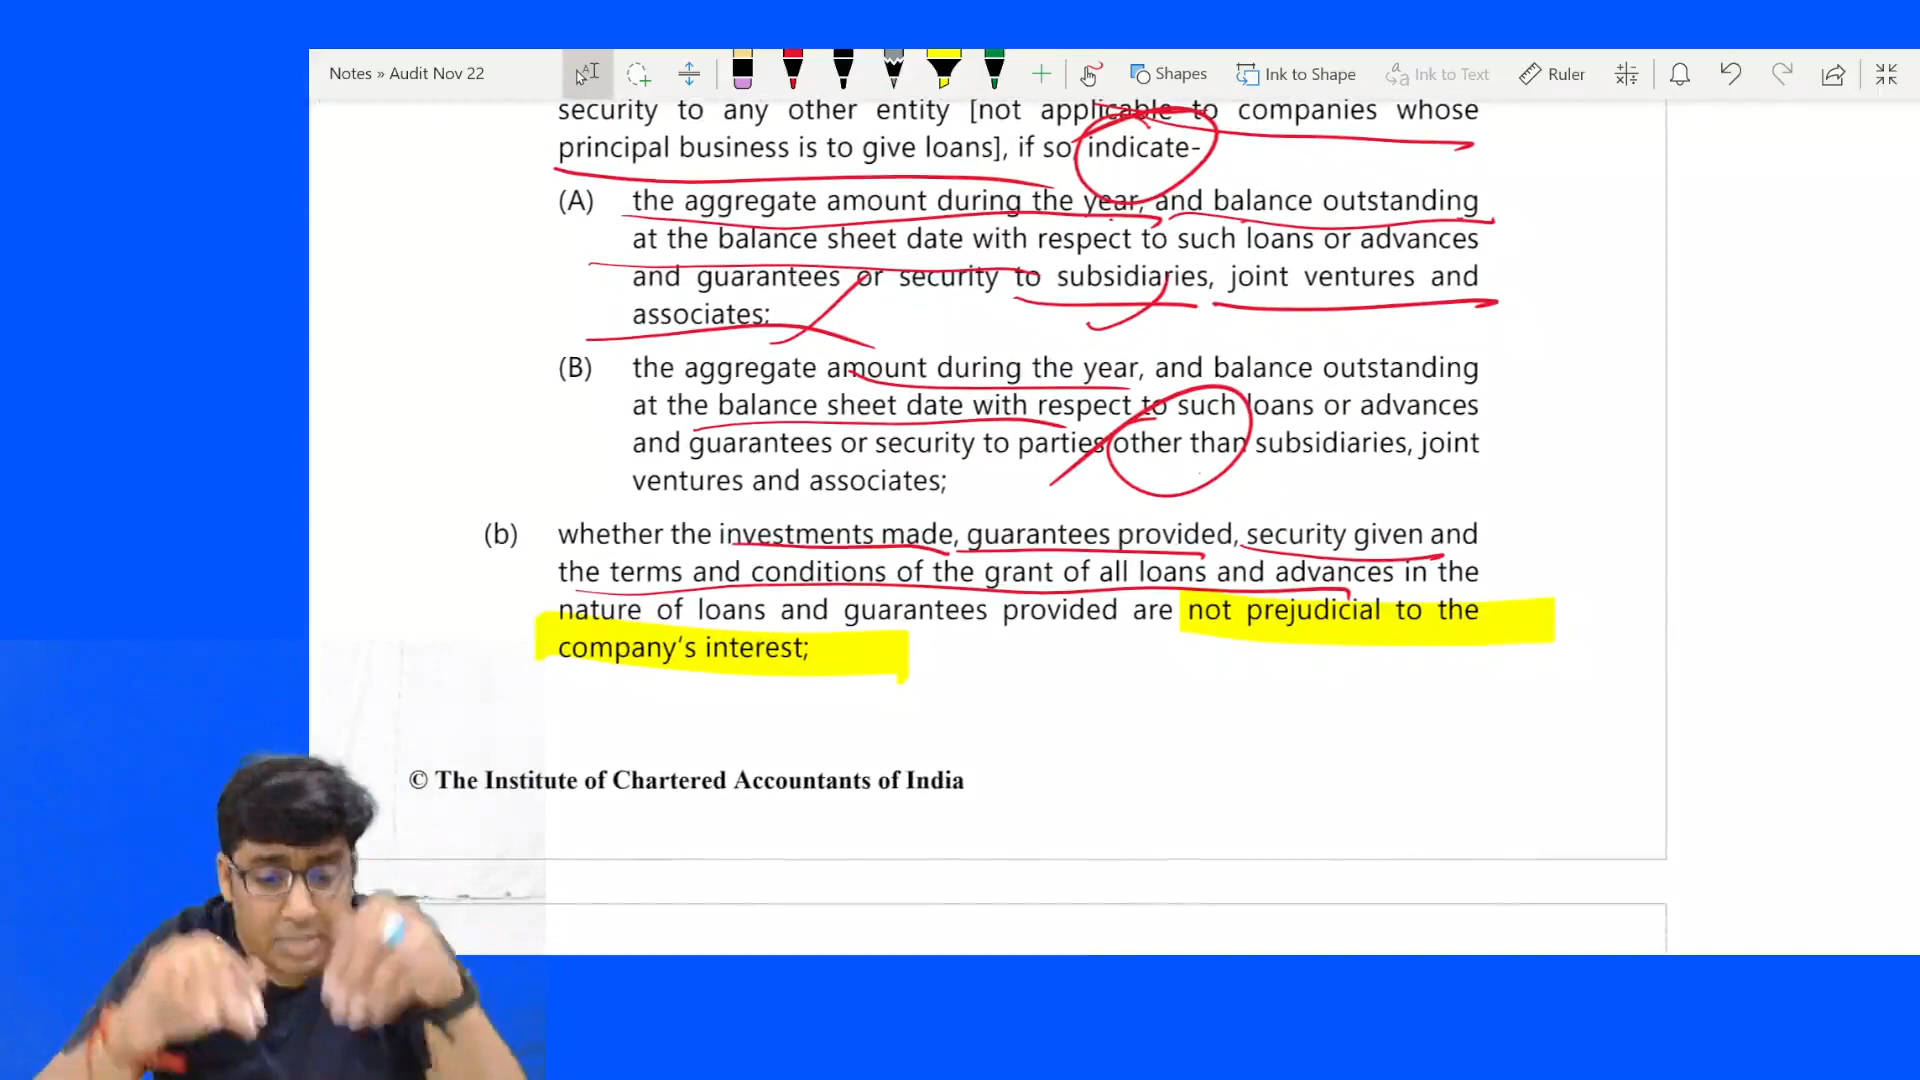 Notes » Audit Nov 22
Shapes
Ink to Shape
Ink to Text
Ruler
security to any other entity [not applicable to companies whose
principal business is to give loans], if so indicate-
(A) the aggregate amount during the year, and balance outstanding
at the balance sheet date with respect to such loans or advances
and guarantees or security to subsidiaries, joint ventures and
associates;
(B) the aggregate amount during the year, and balance outstanding
at the balance sheet date with respect to such loans or advances
and guarantees or security to parties other than subsidiaries, joint
ventures and associates;
(b) whether the investments made, guarantees provided, security given and
the terms and conditions of the grant of all loans and advances in the
nature of loans and guarantees provided are not prejudicial to the
company's interest;
© The Institute of Chartered Accountants of India